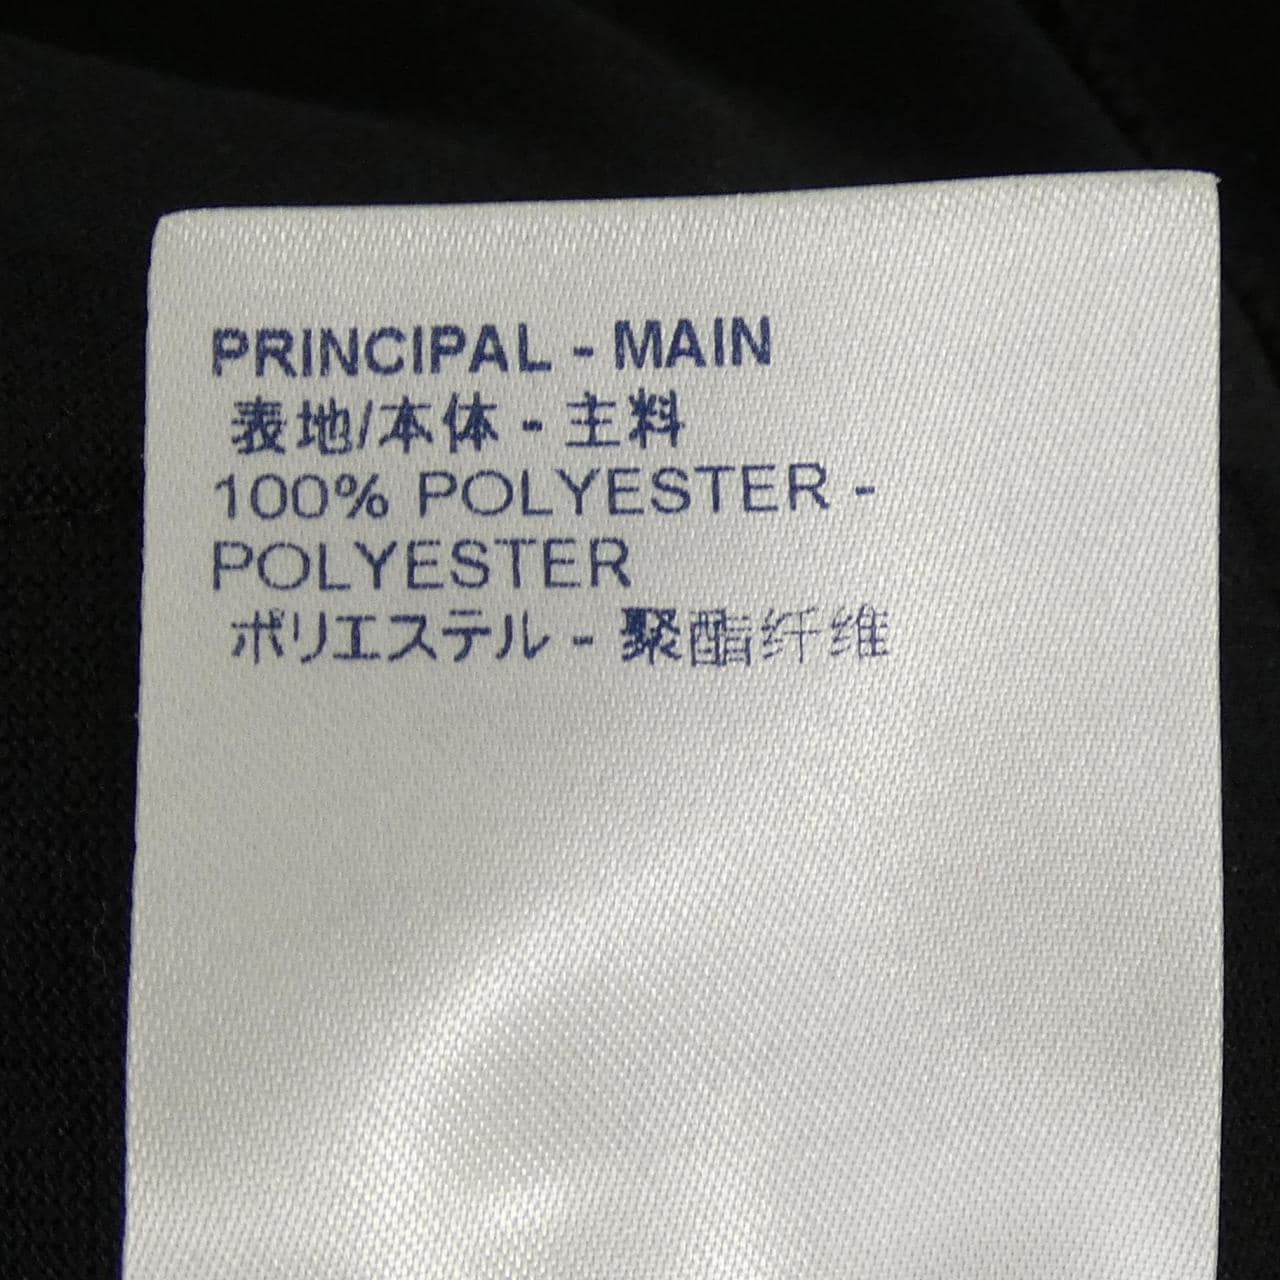 PRINCIPAL - MAIN
表地/本体 - 主料
100% POLYESTER -
POLYESTER
ポリエステル - 聚酯纤维